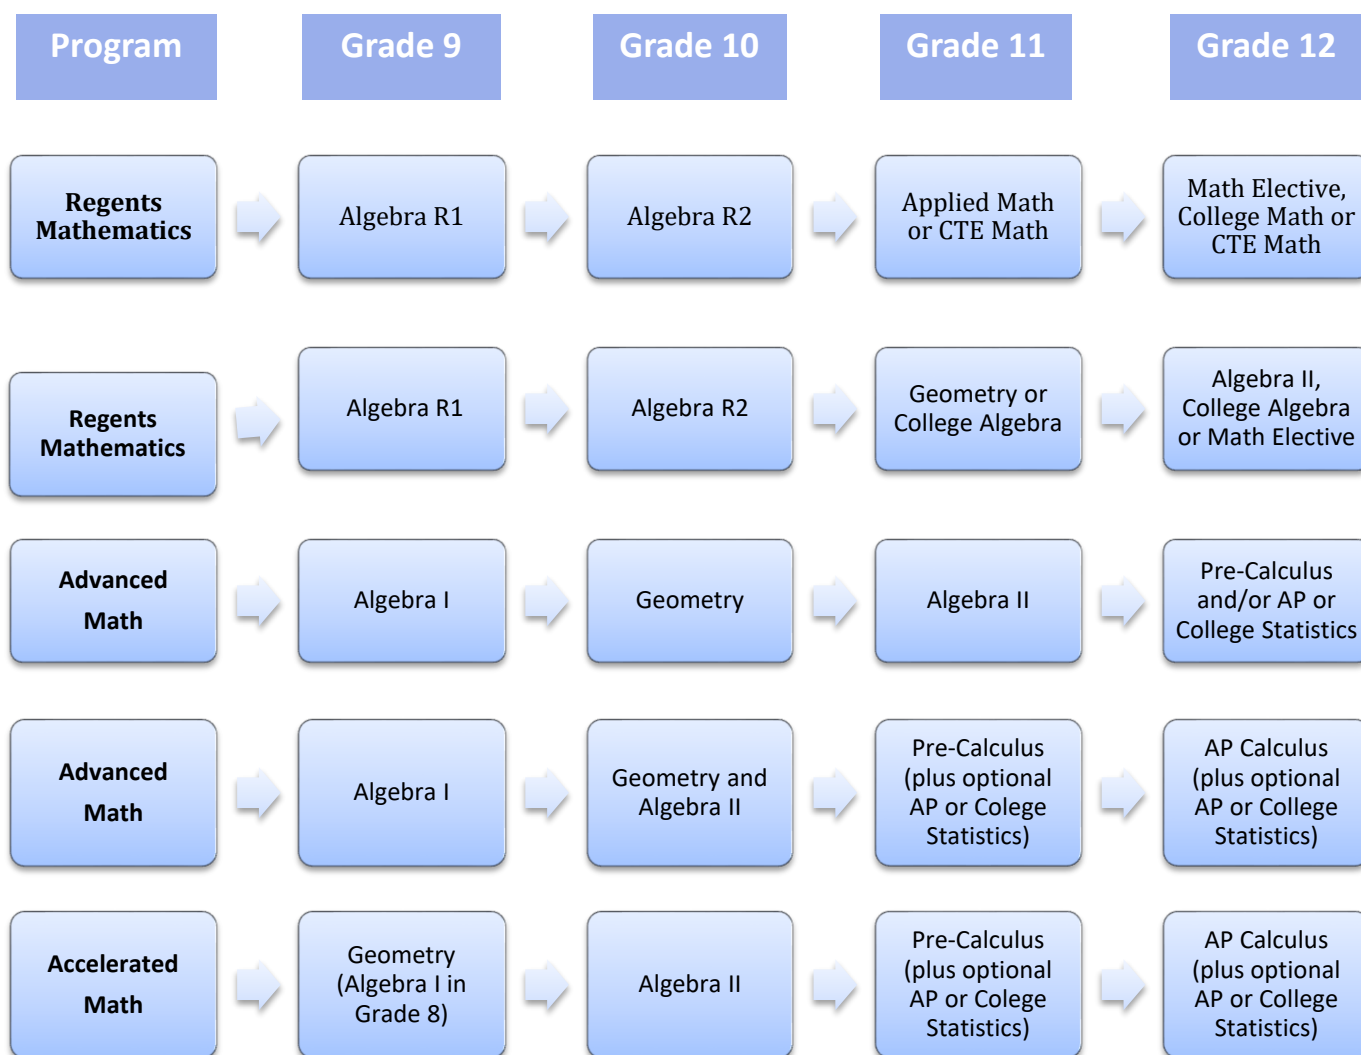 Program
Grade 9
Grade 10
Grade 11
Grade 12
Regents
Mathematics
Algebra R1
Algebra R2
Applied Math
or CTE Math
Math Elective,
College Math or
CTE Math
Regents
Mathematics
Algebra R1
Algebra R2
Geometry or
College Algebra
Algebra II,
College Algebra
or Math Elective
Advanced
Math
Algebra I
Geometry
Algebra II
Pre-Calculus
and/or AP or
College Statistics
Advanced
Math
Algebra I
Geometry and
Algebra II
Pre-Calculus
(plus optional
AP or Colege
Statistics)
AP Calculus
(plus optional
AP or College
Statistics)
Accelerated
Math
Geometry
(Algebra I in
Grade 8)
Algebra II
Pre-Calculus
(plus optional
AP or Colege
Statistics)
AP Calculus
(plus optional
AP or College
Statistics)